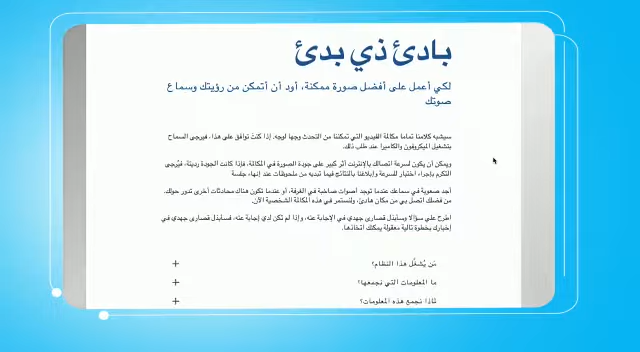 بادئ ذي بدئ
لكي أعمل على أفضل صورة ممكنة، أود أن أتمكن من رؤيتك وسماع
صوتك
سيشبه كلامنا تماما مكالمة الفيديو التي تمكننا من التحدث وجها لوجه. إذا كنتَ توافق على هذا، فيرجى السماح
بتشغيل الميكروفون والكاميرا عند طلب ذلك.
ويمكن أن يكون لسرعة اتصالك بالإنترنت أثر كبير على جودة الصورة في المكالمة، فإذا كانت الجودة رديئة، فيُرجى
التكرم بإجراء اختبار للسرعة وإبلاغنا بالنتائج فيما تبديه من ملحوظات عند إنهاء جلسة
أجد صعوبة في سماعك عندما توجد أصوات صاخبة في الغرفة، أو عندما تكون هناك محادثات أخرى تدور حولك.
من فضلك اتصل بي من مكان هادئ، ولنستمر في هذه المكالمة الشخصية الآن.
اطرح علي سؤالا وسأبذل قصارى جهدي في الإجابة عنه، وإذا لم تكن لدي إجابة عنه، فسأبذل قصارى جهدي في
إخبارك بخطوة تالية معقولة يمكنك اتخاذها.
مَن يُشغّل هذا النظام؟ +
ما المعلومات التي نجمعها؟ +
لماذا نجمع هذه المعلومات؟ +